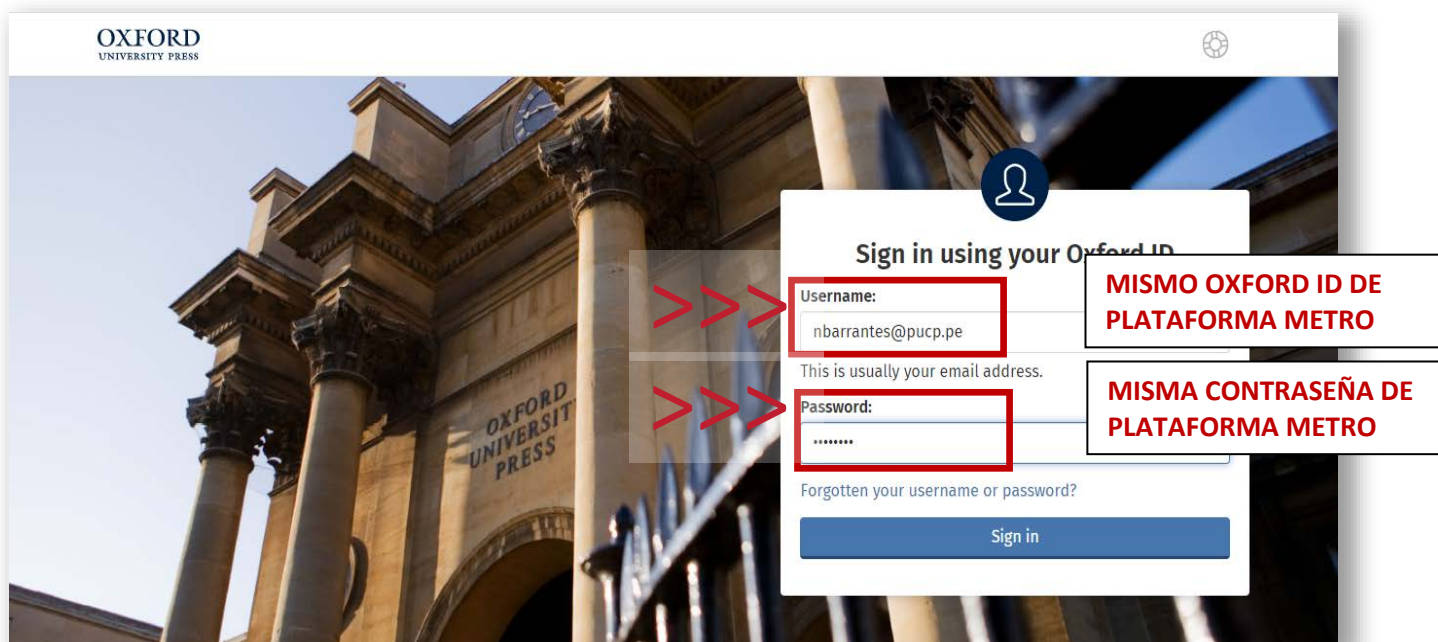 OXFORD
UNIVERSITY PRESS
OXFORD
UNIVERSIT
PRESS
Sign in using your Oxford ID
>>>
Username:
nbarrantes@pucp.pe
MISMO OXFORD ID DE
PLATAFORMA METRO
This is usually your email address.
>>>
Password:
••••••••
MISMA CONTRASEÑA DE
PLATAFORMA METRO
Forgotten your username or password?
Sign in